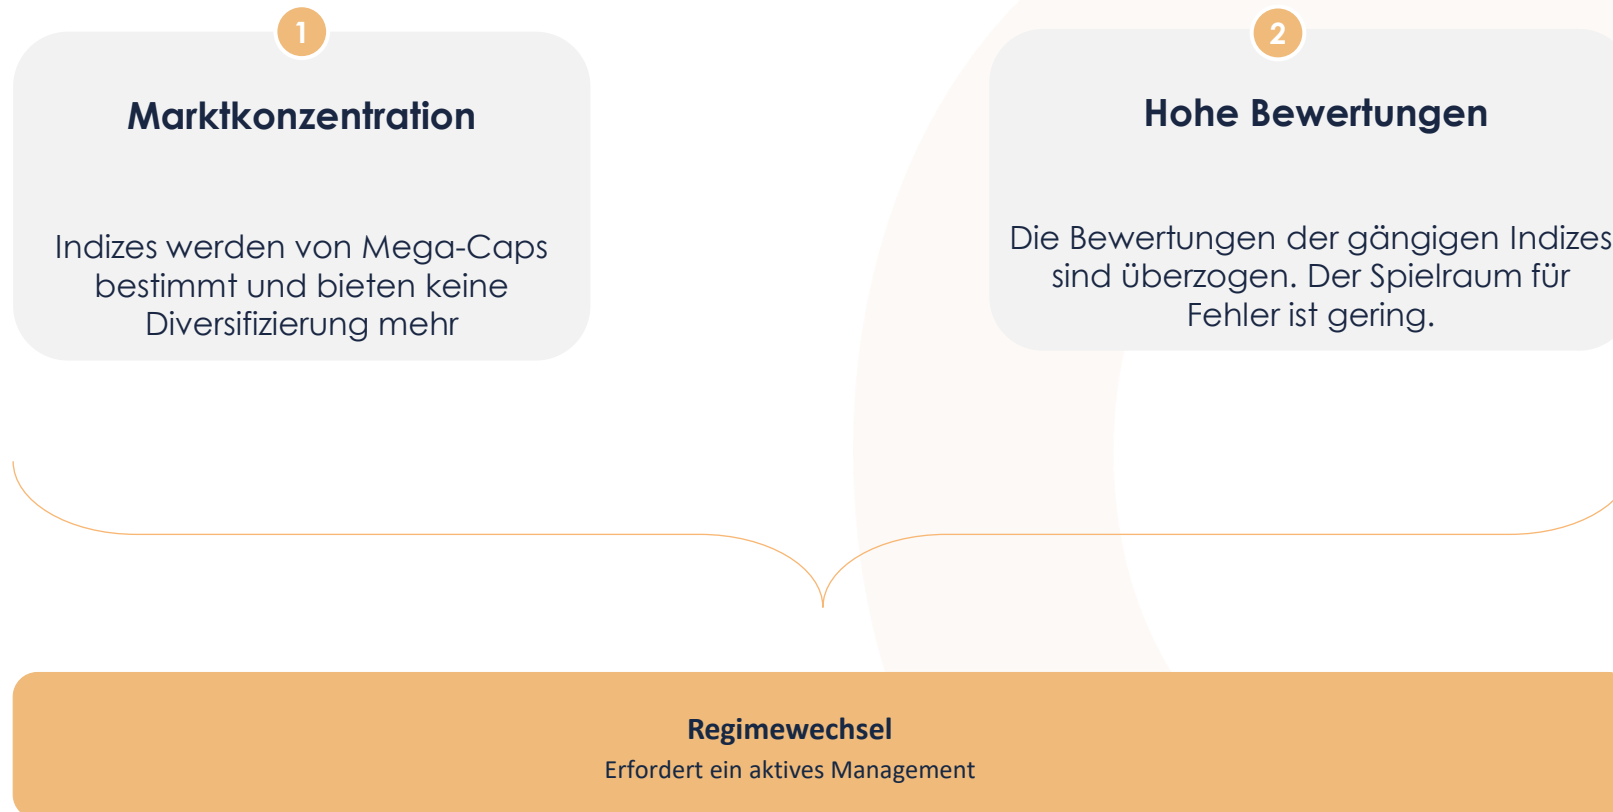 1
Marktkonzentration
Indizes werden von Mega-Caps
bestimmt und bieten keine
Diversifizierung mehr
2
Hohe Bewertungen
Die Bewertungen der gängigen Indizes
sind überzogen. Der Spielraum für
Fehler ist gering.
Regimewechsel
Erfordert ein aktives Management